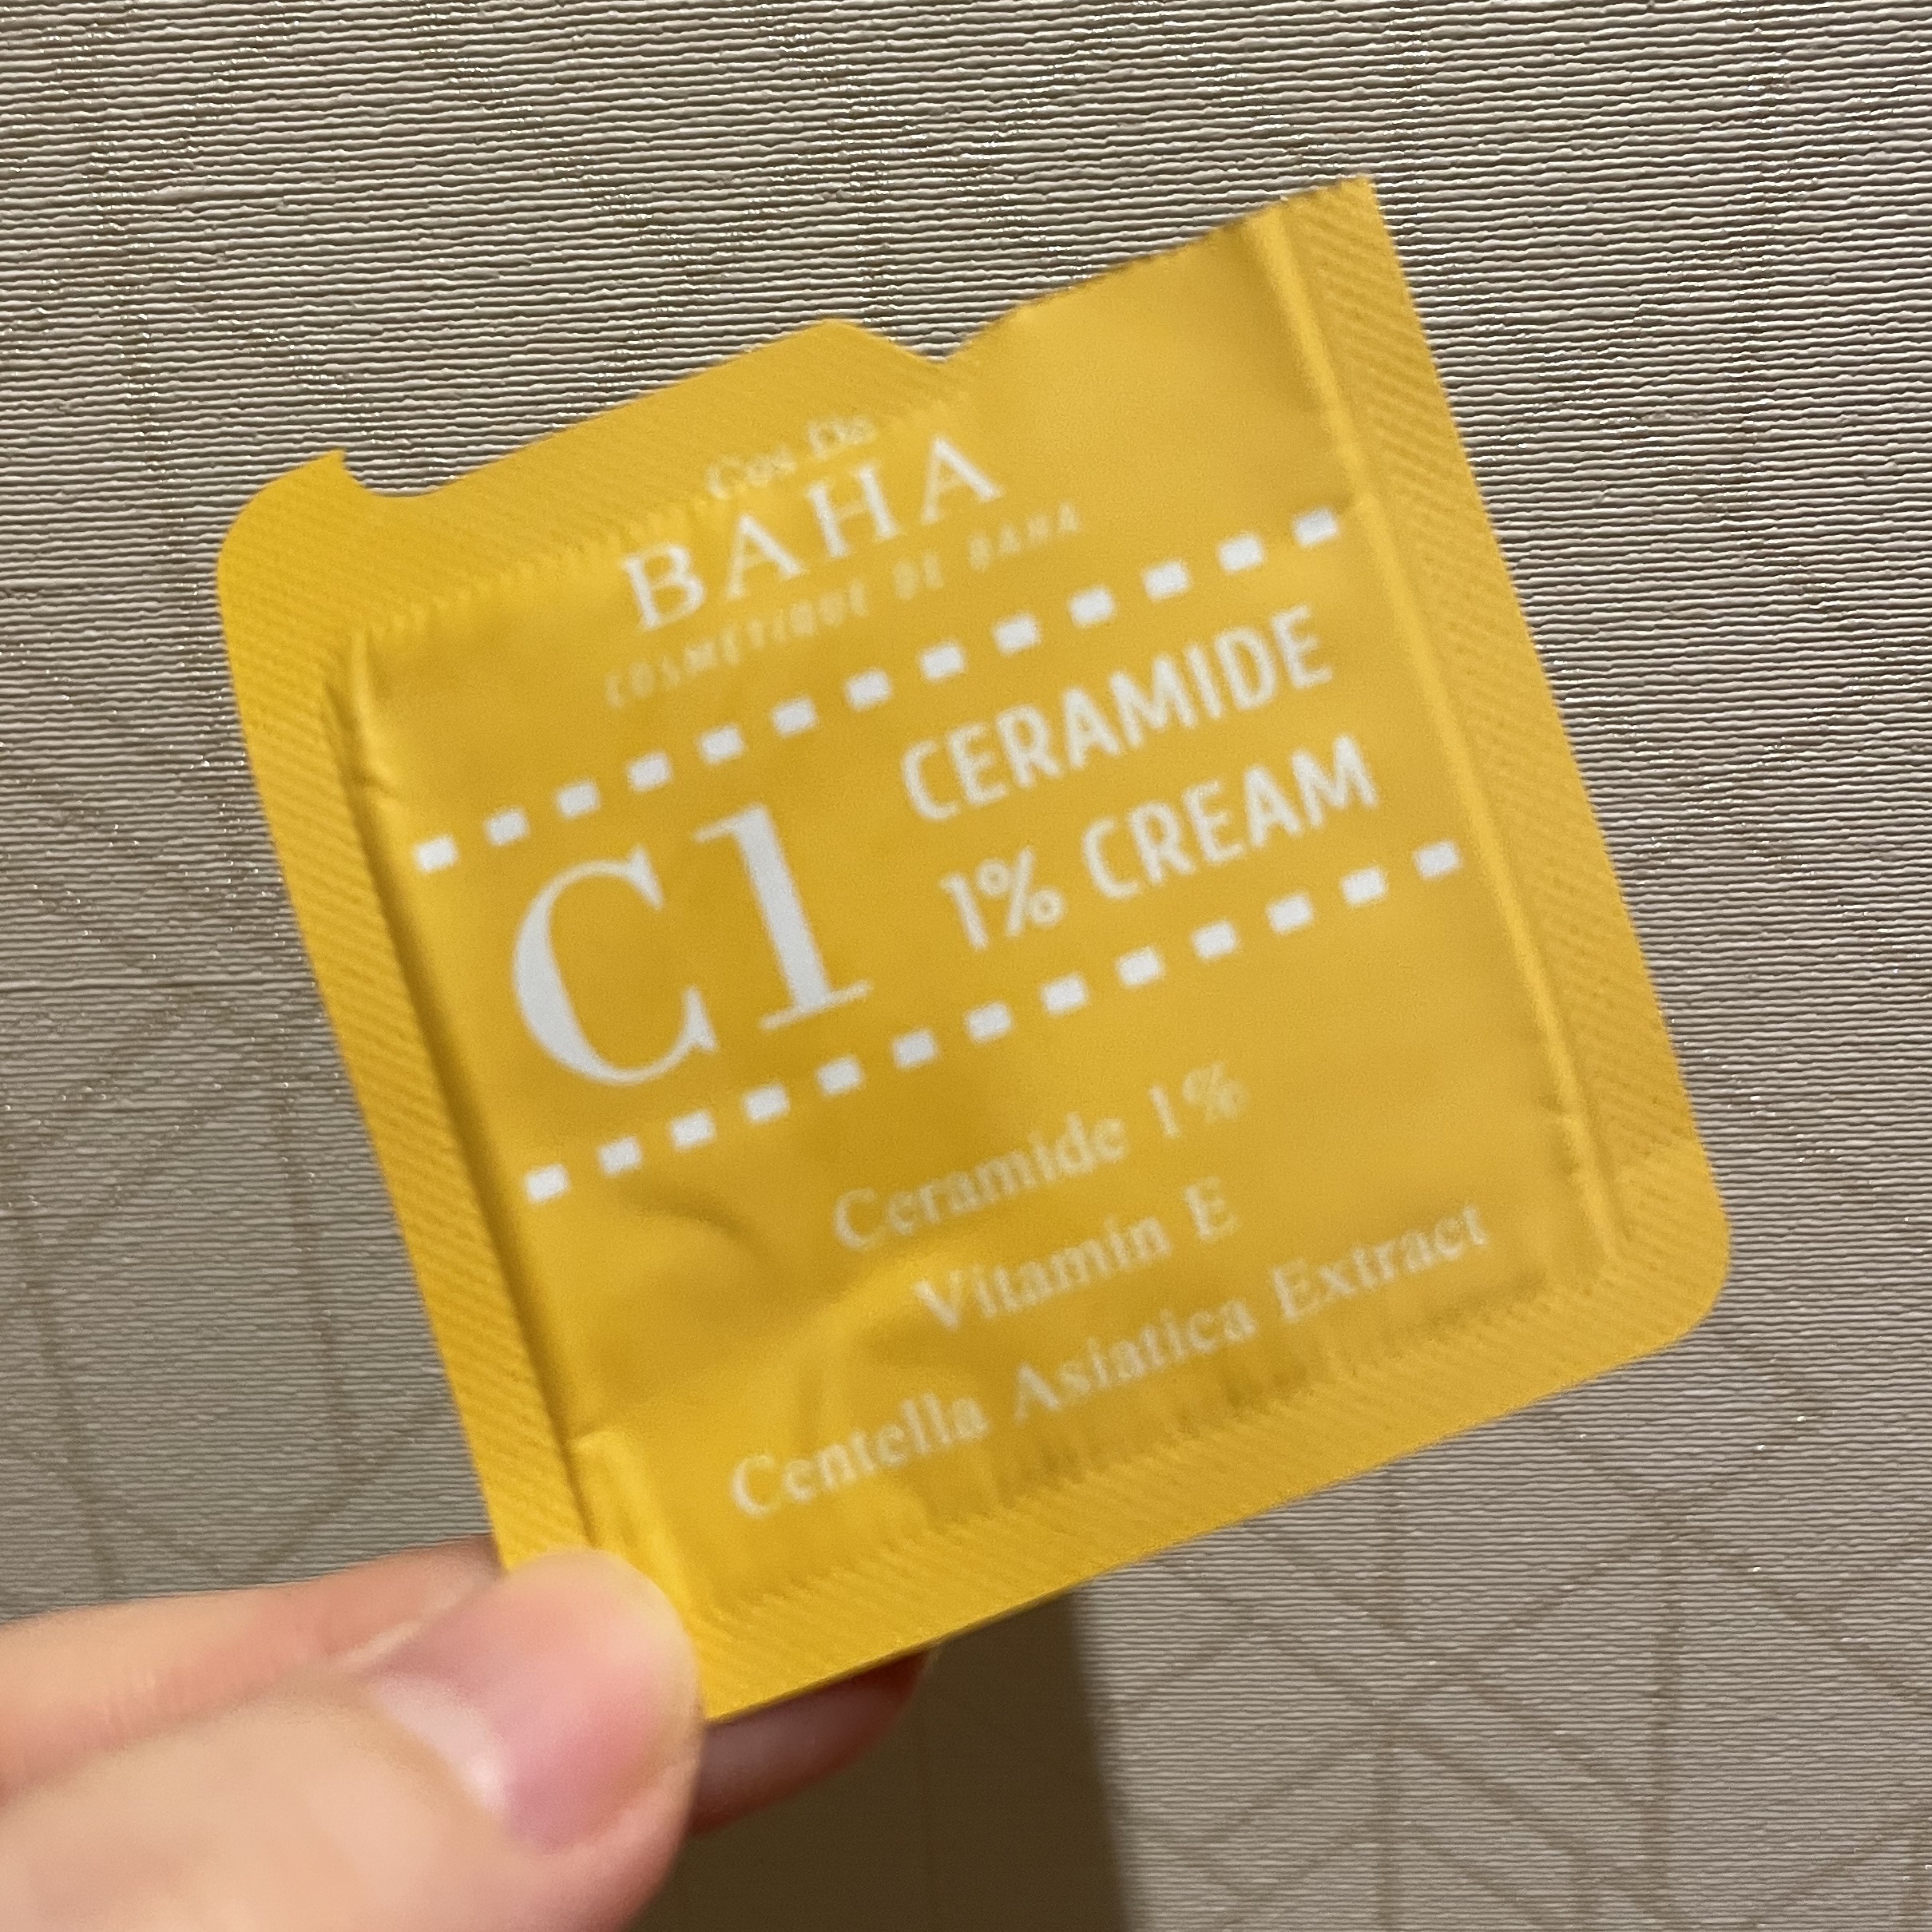 Cos De
BAHA
COSMETIQUE DE BAHA
C1
CERAMIDE
1% CREAM
Ceramide 1%
Vitamin E
Centella Asiatica Extract